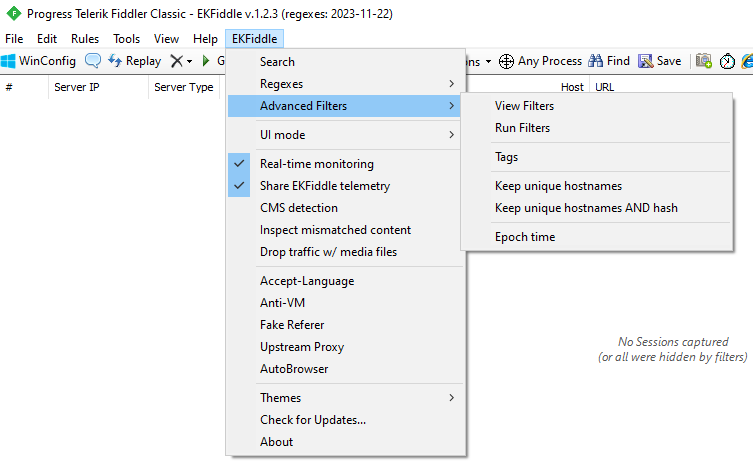 Progress Telerik Fiddler Classic - EKFiddle v.1.2.3 (regexes: 2023-11-22)
File Edit Rules Tools View Help EKFiddle
WinConfig Replay G ons Any Process Find Save
# Server IP Server Type Host URL
Search
Regexes
Advanced Filters
UI mode
Real-time monitoring
Share EKFiddle telemetry
CMS detection
Inspect mismatched content
Drop traffic w/ media files
Accept-Language
Anti-VM
Fake Referer
Upstream Proxy
AutoBrowser
Themes
Check for Updates...
About
View Filters
Run Filters
Tags
Keep unique hostnames
Keep unique hostnames AND hash
Epoch time
No Sessions captured
(or all were hidden by filters)